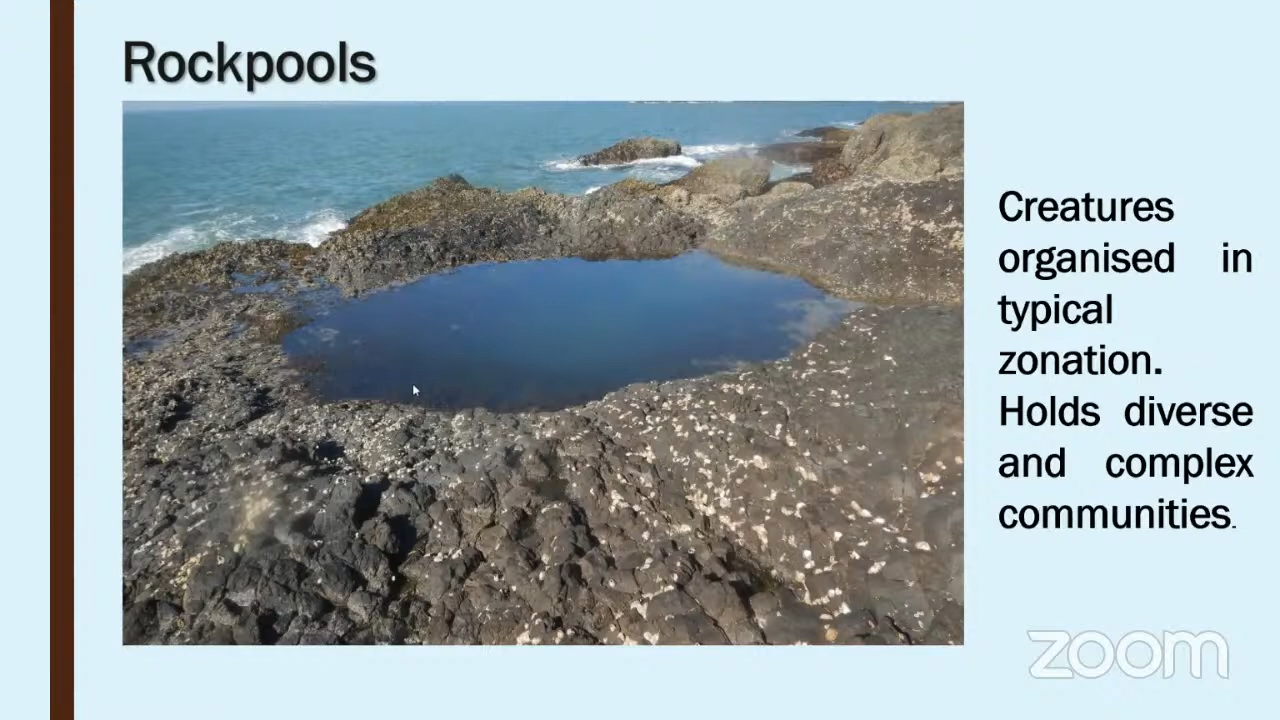 Rockpools
Creatures
organised in
typical
zonation.
Holds diverse
and complex
communities.
zoom